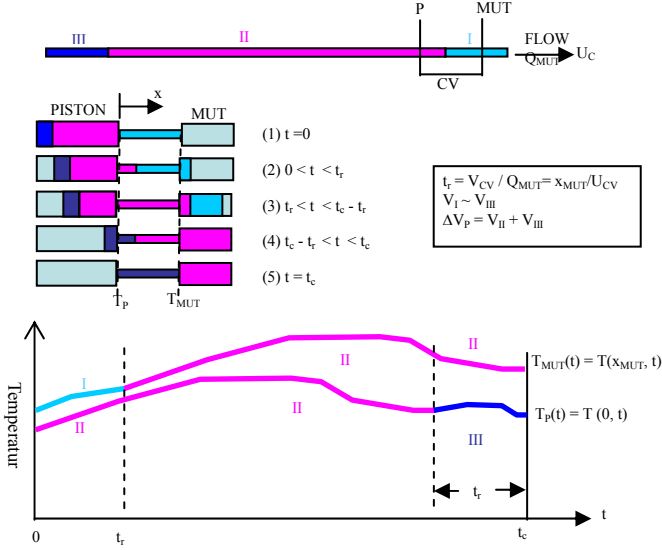 P MUT
III II I FLOW
Q_MUT U_C
CV
x
PISTON MUT
(1) t =0
(2) 0 < t < t_r
(3) t_r < t < t_c - t_r
(4) t_c - t_r < t < t_c
(5) t = t_c
T_P T_MUT
t_r = V_CV / Q_MUT= x_MUT/U_CV
V_I ~ V_III
ΔV_P = V_II + V_III
Temperatur
I
II
II
II
II
III
T_MUT(t) = T(x_MUT, t)
T_P(t) = T (0, t)
t_r
t
0 t_r t_c